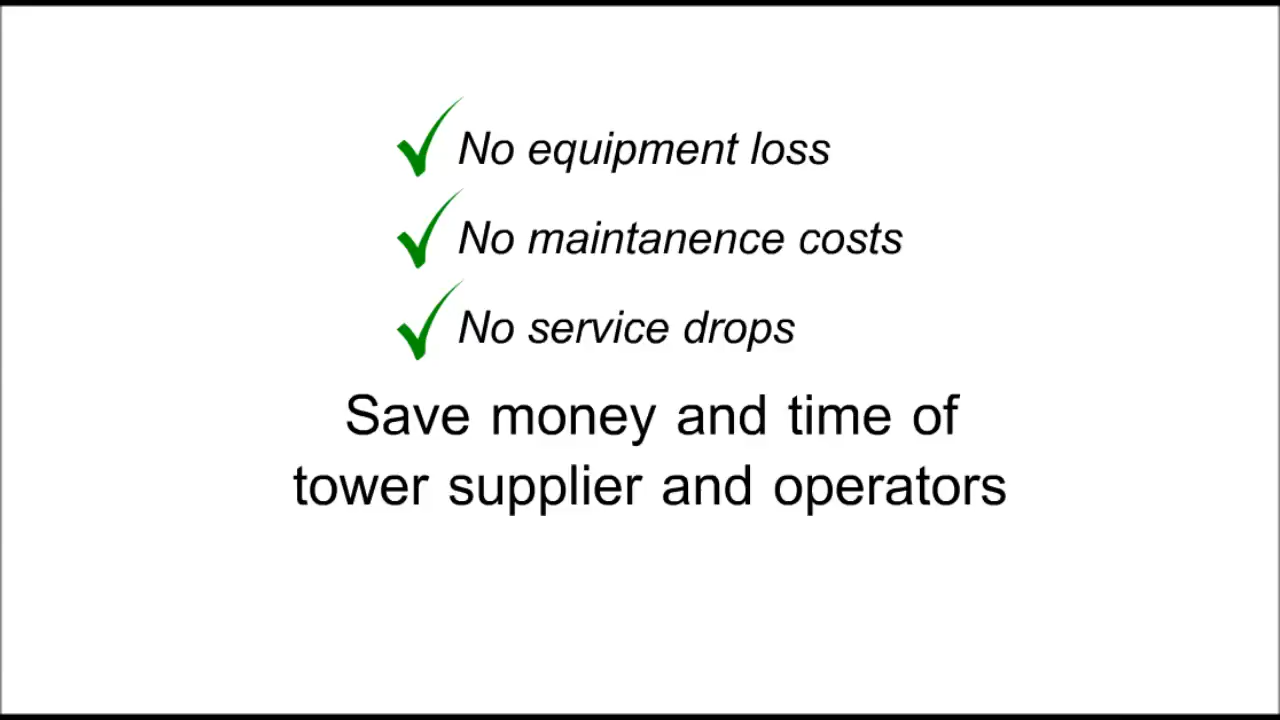 No equipment loss
No maintanence costs
No service drops
Save money and time of
tower supplier and operators